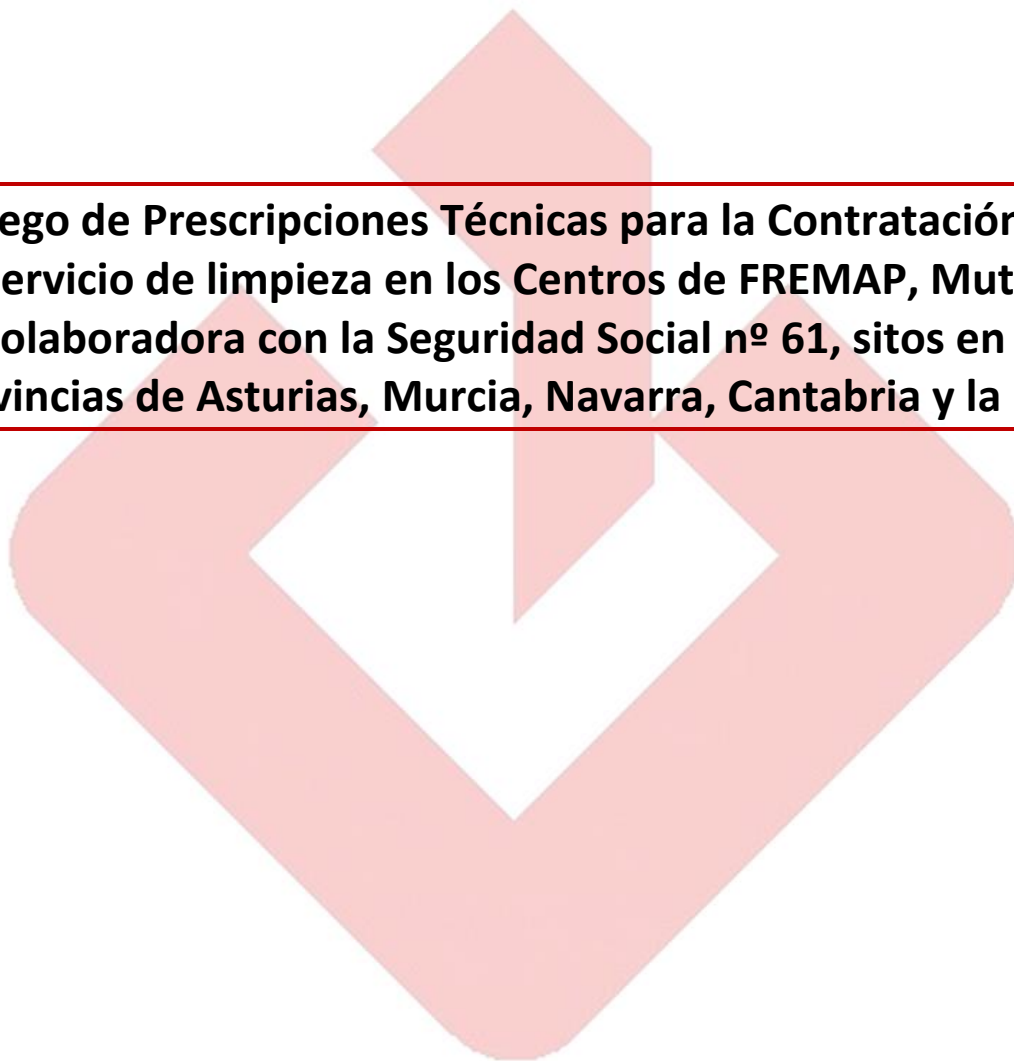 ego de Prescripciones Técnicas para la Contratación
ervicio de limpieza en los Centros de FREMAP, Mut
olaboradora con la Seguridad Social nº 61, sitos en
vincias de Asturias, Murcia, Navarra, Cantabria y la